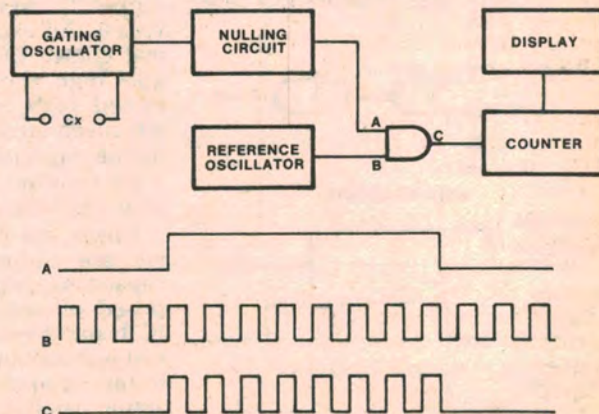 GATING
OSCILLATOR
NULLING
CIRCUIT
DISPLAY
Cx
A
B
C
REFERENCE
OSCILLATOR
COUNTER
A
B
C